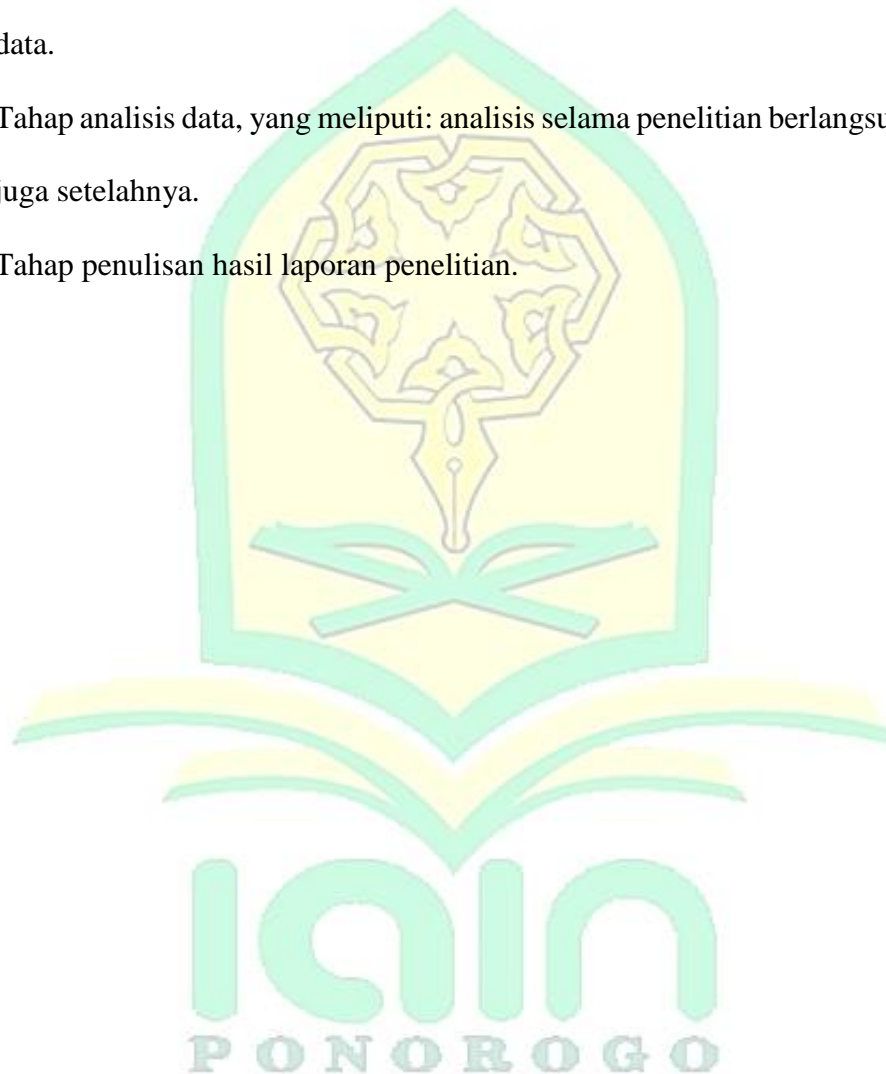 data.
Tahap analisis data, yang meliputi: analisis selama penelitian berlangsu
juga setelahnya.
Tahap penulisan hasil laporan penelitian.
iain
PONOROGO